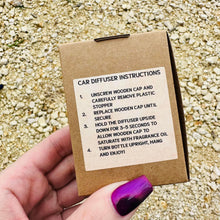 CAR DIFFUSER INSTRUCTIONS
1. UNSCREW WOODEN CAP AND
CAREFULLY REMOVE PLASTIC
STOPPER
2. REPLACE WOODEN CAP UNTIL
SECURE
3. HOLD THE DIFFUSER UPSIDE
DOWN FOR 3-5 SECONDS TO
ALLOW WOODEN CAP TO
SATURATE WITH FRAGRANCE OIL
4. TURN BOTTLE UPRIGHT, HANG
AND ENJOY!